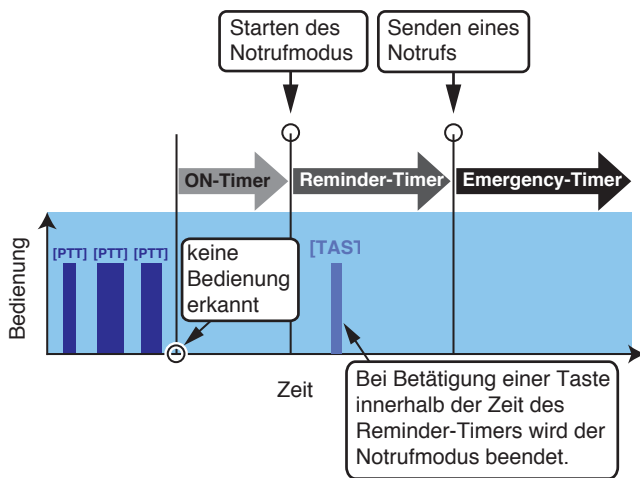 Starten des
Notrufmodus
Senden eines
Notrufs
ON-Timer
Reminder-Timer
Emergency-Timer
Bedienung
[PTT]
[PTT]
[PTT]
keine
Bedienung
erkannt
[TAST
Zeit
Bei Betätigung einer Taste
innerhalb der Zeit des
Reminder-Timers wird der
Notrufmodus beendet.